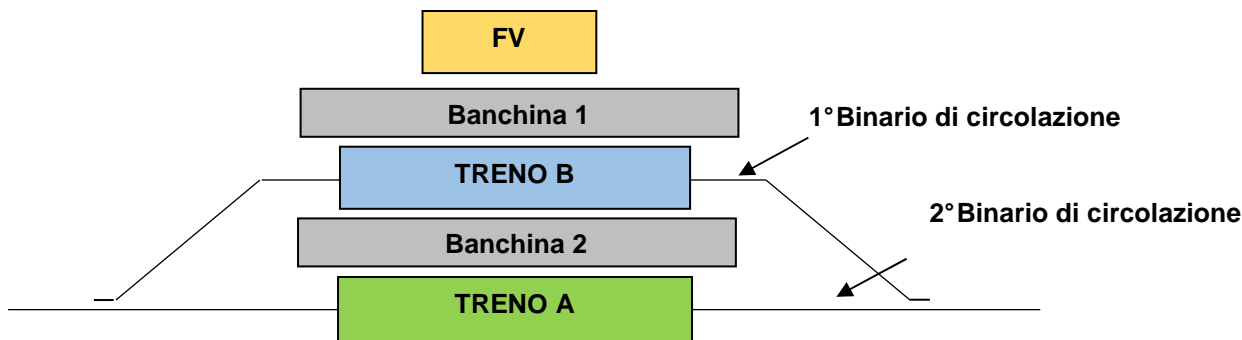 FV
Banchina 1
1° Binario di circolazione
TRENO B
2° Binario di circolazione
Banchina 2
TRENO A